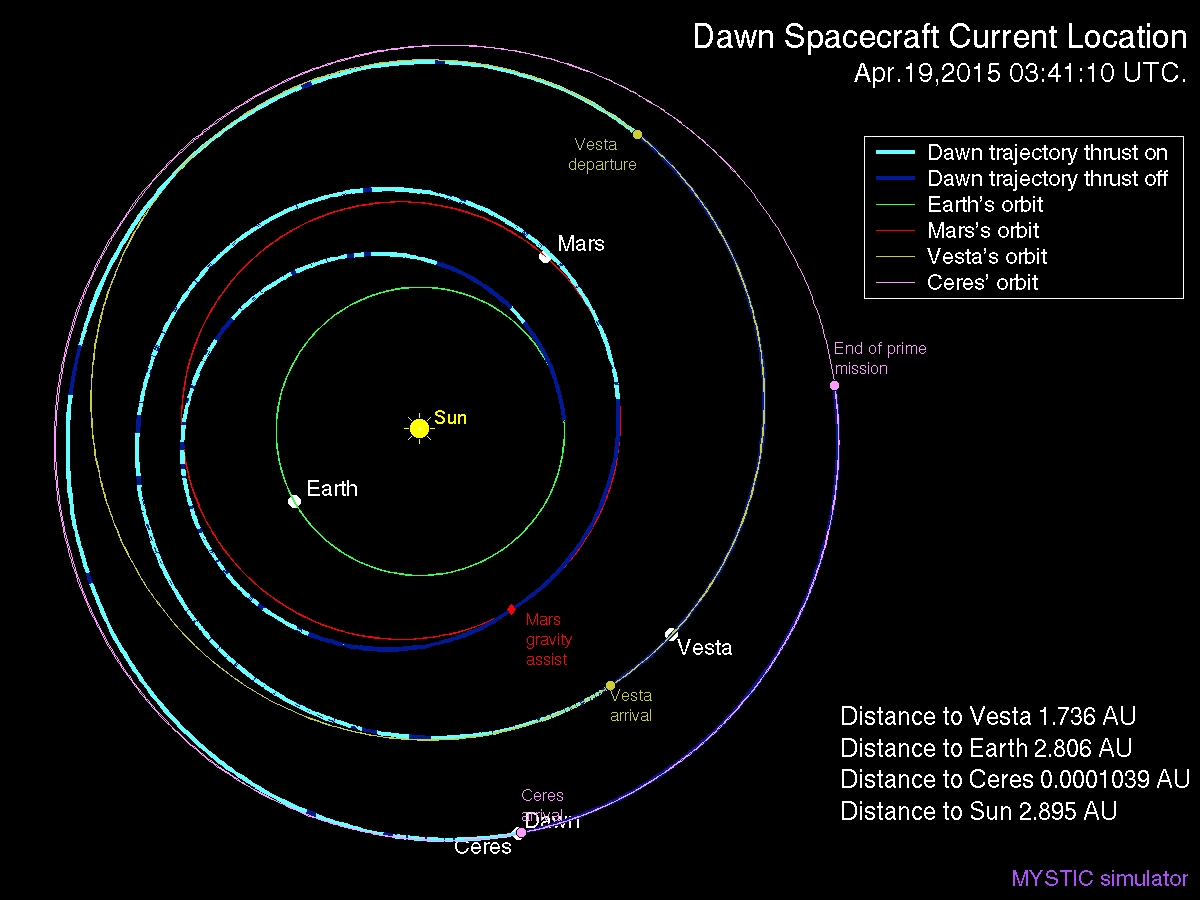 Dawn Spacecraft Current Location
Apr.19,2015 03:41:10 UTC.
Dawn trajectory thrust on
Dawn trajectory thrust off
Earth's orbit
Mars's orbit
Vesta's orbit
Ceres' orbit
Vesta
departure
Mars
End of prime
mission
Sun
Earth
Mars
gravity
assist
Vesta
Vesta
arrival
Ceres
arrival
Dawn
Ceres
Distance to Vesta 1.736 AU
Distance to Earth 2.806 AU
Distance to Ceres 0.0001039 AU
Distance to Sun 2.895 AU
MYSTIC simulator